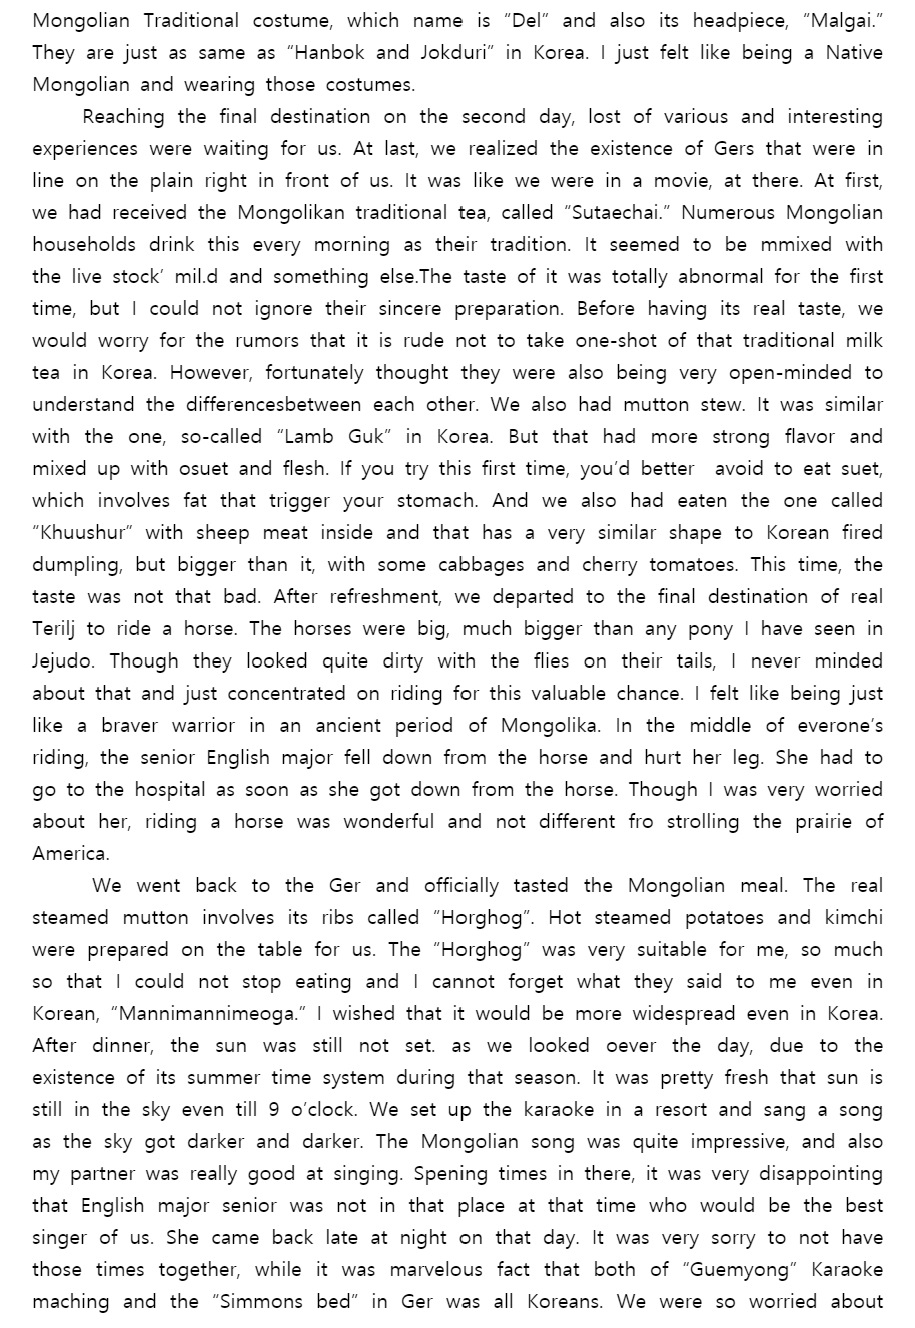 Mongolian Traditional costume, which name is “Del” and also its headpiece, “Malgai.”
They are just as same as “Hanbok and Jokduri” in Korea. I just felt like being a Native
Mongolian and wearing those costumes.
Reaching the final destination on the second day, lost of various and interesting
experiences were waiting for us. At last, we realized the existence of Gers that were in
line on the plain right in front of us. It was like we were in a movie, at there. At first,
we had received the Mongolikan traditional tea, called “Sutaechai.” Numerous Mongolian
households drink this every morning as their tradition. It seemed to be mmixed with
the live stock’ mil.d and something else.The taste of it was totally abnormal for the first
time, but I could not ignore their sincere preparation. Before having its real taste, we
would worry for the rumors that it is rude not to take one-shot of that traditional milk
tea in Korea. However, fortunately thought they were also being very open-minded to
understand the differencesbetween each other. We also had mutton stew. It was similar
with the one, so-called “Lamb Guk” in Korea. But that had more strong flavor and
mixed up with osuet and flesh. If you try this first time, you’d better avoid to eat suet,
which involves fat that trigger your stomach. And we also had eaten the one called
“Khuushur” with sheep meat inside and that has a very similar shape to Korean fired
dumpling, but bigger than it, with some cabbages and cherry tomatoes. This time, the
taste was not that bad. After refreshment, we departed to the final destination of real
Terilj to ride a horse. The horses were big, much bigger than any pony I have seen in
Jejudo. Though they looked quite dirty with the flies on their tails, I never minded
about that and just concentrated on riding for this valuable chance. I felt like being just
like a braver warrior in an ancient period of Mongolika. In the middle of everone’s
riding, the senior English major fell down from the horse and hurt her leg. She had to
go to the hospital as soon as she got down from the horse. Though I was very worried
about her, riding a horse was wonderful and not different fro strolling the prairie of
America.
We went back to the Ger and officially tasted the Mongolian meal. The real
steamed mutton involves its ribs called “Horghog”. Hot steamed potatoes and kimchi
were prepared on the table for us. The “Horghog” was very suitable for me, so much
so that I could not stop eating and I cannot forget what they said to me even in
Korean, “Mannimannimeoga.” I wished that it would be more widespread even in Korea.
After dinner, the sun was still not set. as we looked oever the day, due to the
existence of its summer time system during that season. It was pretty fresh that sun is
still in the sky even till 9 o’clock. We set up the karaoke in a resort and sang a song
as the sky got darker and darker. The Mongolian song was quite impressive, and also
my partner was really good at singing. Spening times in there, it was very disappointing
that English major senior was not in that place at that time who would be the best
singer of us. She came back late at night on that day. It was very sorry to not have
those times together, while it was marvelous fact that both of “Guemyong” Karaoke
maching and the “Simmons bed” in Ger was all Koreans. We were so worried about